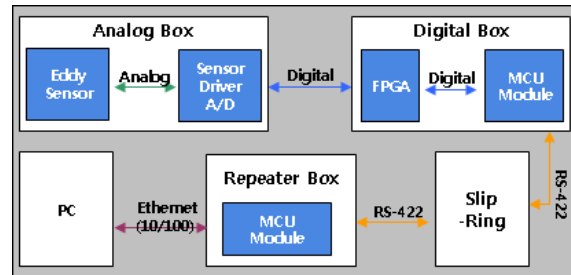 Analog Box
Digital Box
Eddy
Sensor
Analog
Sensor
Driver
A/D
Digital
FPGA
Digital
MCU
Module
RS-422
PC
Ethernet
(10/100)
Repeater Box
MCU
Module
RS-422
Slip
-Ring